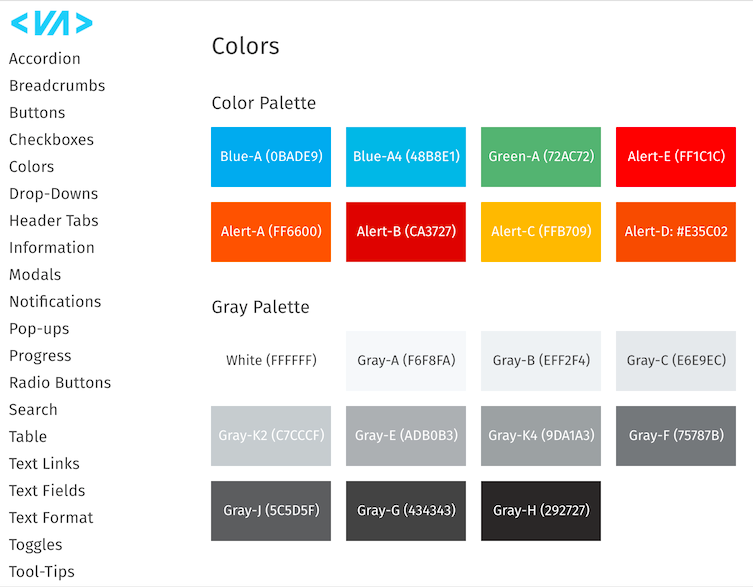 <VA>
Accordion
Breadcrumbs
Buttons
Checkboxes
Colors
Drop-Downs
Header Tabs
Information
Modals
Notifications
Pop-ups
Progress
Radio Buttons
Search
Table
Text Links
Text Fields
Text Format
Toggles
Tool-Tips
Colors
Color Palette
Blue-A (0BADE9) Blue-A4 (48B8E1) Green-A (72AC72) Alert-E (FF1C1C)
Alert-A (FF6600) Alert-B (CA3727) Alert-C (FFB709) Alert-D: #E35C02
Gray Palette
White (FFFFFF) Gray-A (F6F8FA) Gray-B (EFF2F4) Gray-C (E6E9EC)
Gray-K2 (C7CCCF) Gray-E (ADB0B3) Gray-K4 (9DA1A3) Gray-F (75787B)
Gray-J (5C5D5F) Gray-G (434343) Gray-H (292727)